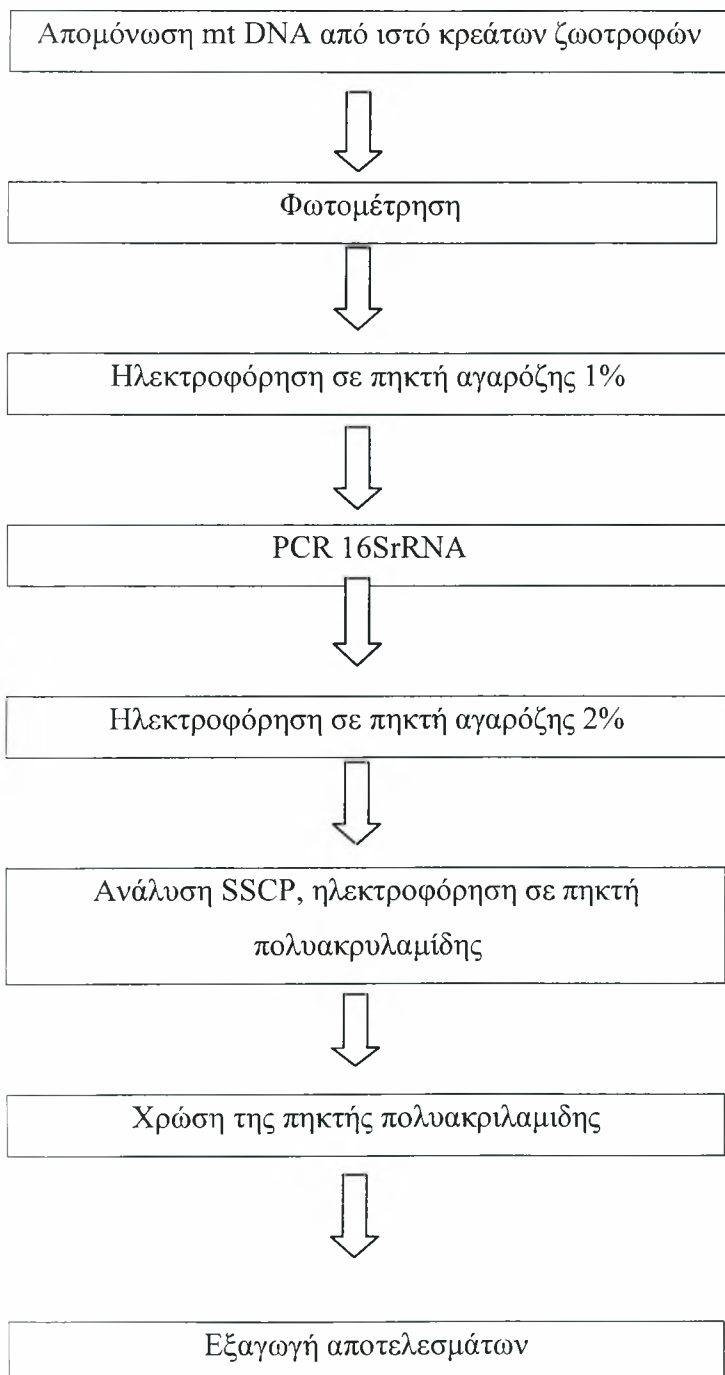 Απομόνωση mt DNA από ιστό κρεάτων ζωοτροφών
Φωτομέτρηση
Ηλεκτροφόρηση σε πηκτή αγαρόζης 1%
PCR 16SrRNA
Ηλεκτροφόρηση σε πηκτή αγαρόζης 2%
Ανάλυση SSCP, ηλεκτροφόρηση σε πηκτή
πολυακρυλαμίδης
Χρώση της πηκτής πολυακριλαμιδης
Εξαγωγή αποτελεσμάτων